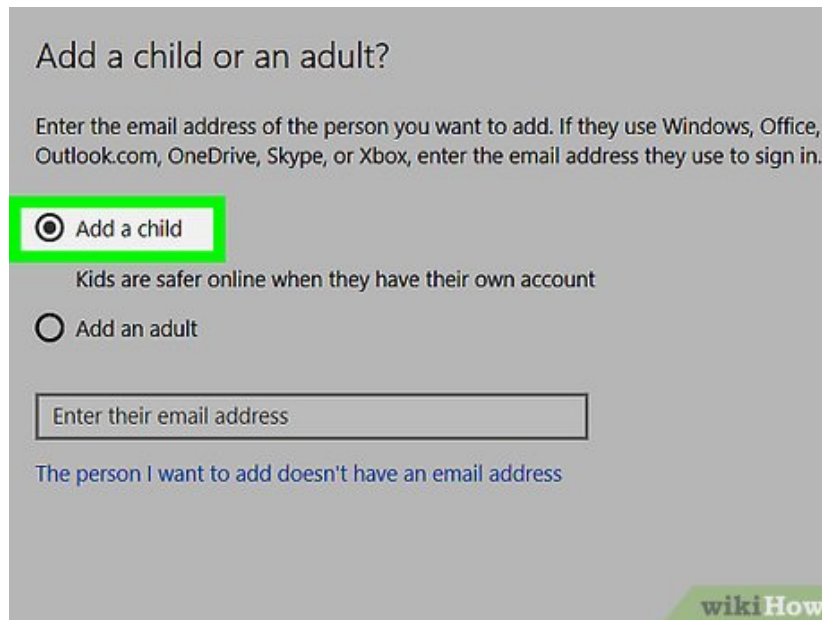 Add a child or an adult?
Enter the email address of the person you want to add. If they use Windows, Office,
Outlook.com, OneDrive, Skype, or Xbox, enter the email address they use to sign in.
Add a child
Kids are safer online when they have their own account
Add an adult
Enter their email address
The person I want to add doesn't have an email address
wikiHow